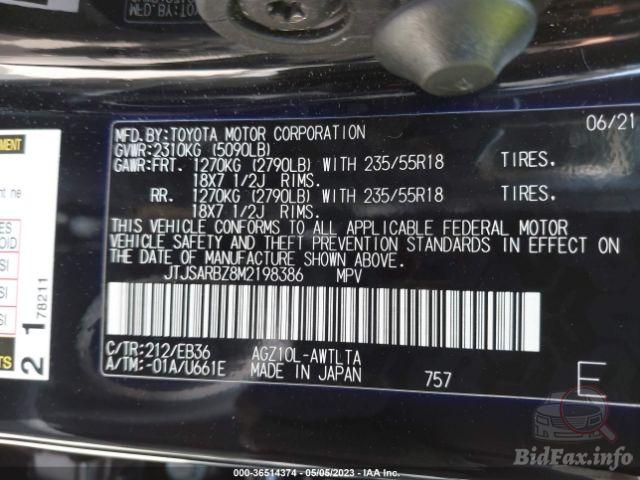 MFD.BY:TOYOTA MOTOR CORPORATION 06/21
GVWR:2310KG (5090LB)
GAWR:FRT. 1270KG (2790LB) WITH 235/55R18 TIRES.
18X7 1/2J RIMS.
RR. 1270KG (2790LB) WITH 235/55R18 TIRES.
18X7 1/2J RIMS.
THIS VEHICLE CONFORMS TO ALL APPLICABLE FEDERAL MOTOR
VEHICLE SAFETY AND THEFT PREVENTION STANDARDS IN EFFECT ON
THE DATE OF MANUFACTURE SHOWN ABOVE.
JTJSARBZ8M2198386 MPV
C/TR:212/EB36 AGZ10L-AWTLTA
A/TM:-01A/U661E MADE IN JAPAN 757 E
2178211
BidFax.info
000-36514374 - 05/05/2023 - IAA Inc.